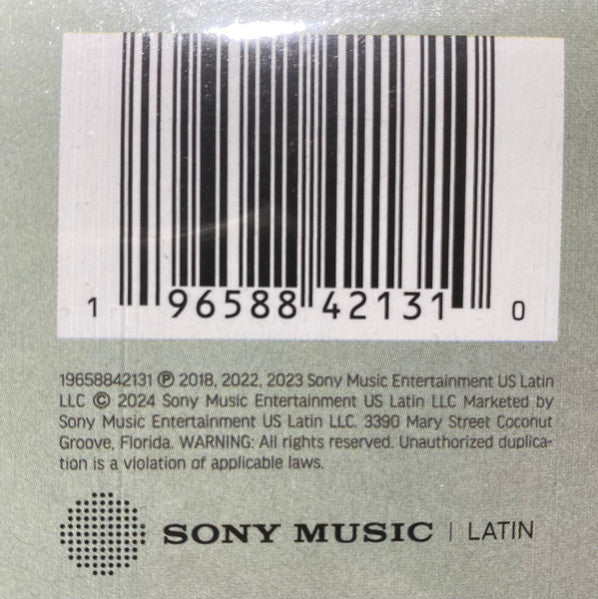 1 96588 42131 0
19658842131 Ⓟ 2018, 2022, 2023 Sony Music Entertainment US Latin
LLC © 2024 Sony Music Entertainment US Latin LLC Marketed by
Sony Music Entertainment US Latin LLC. 3390 Mary Street Coconut
Groove, Florida. WARNING: All rights reserved. Unauthorized duplica-
tion is a violation of applicable laws.
SONY MUSIC | LATIN